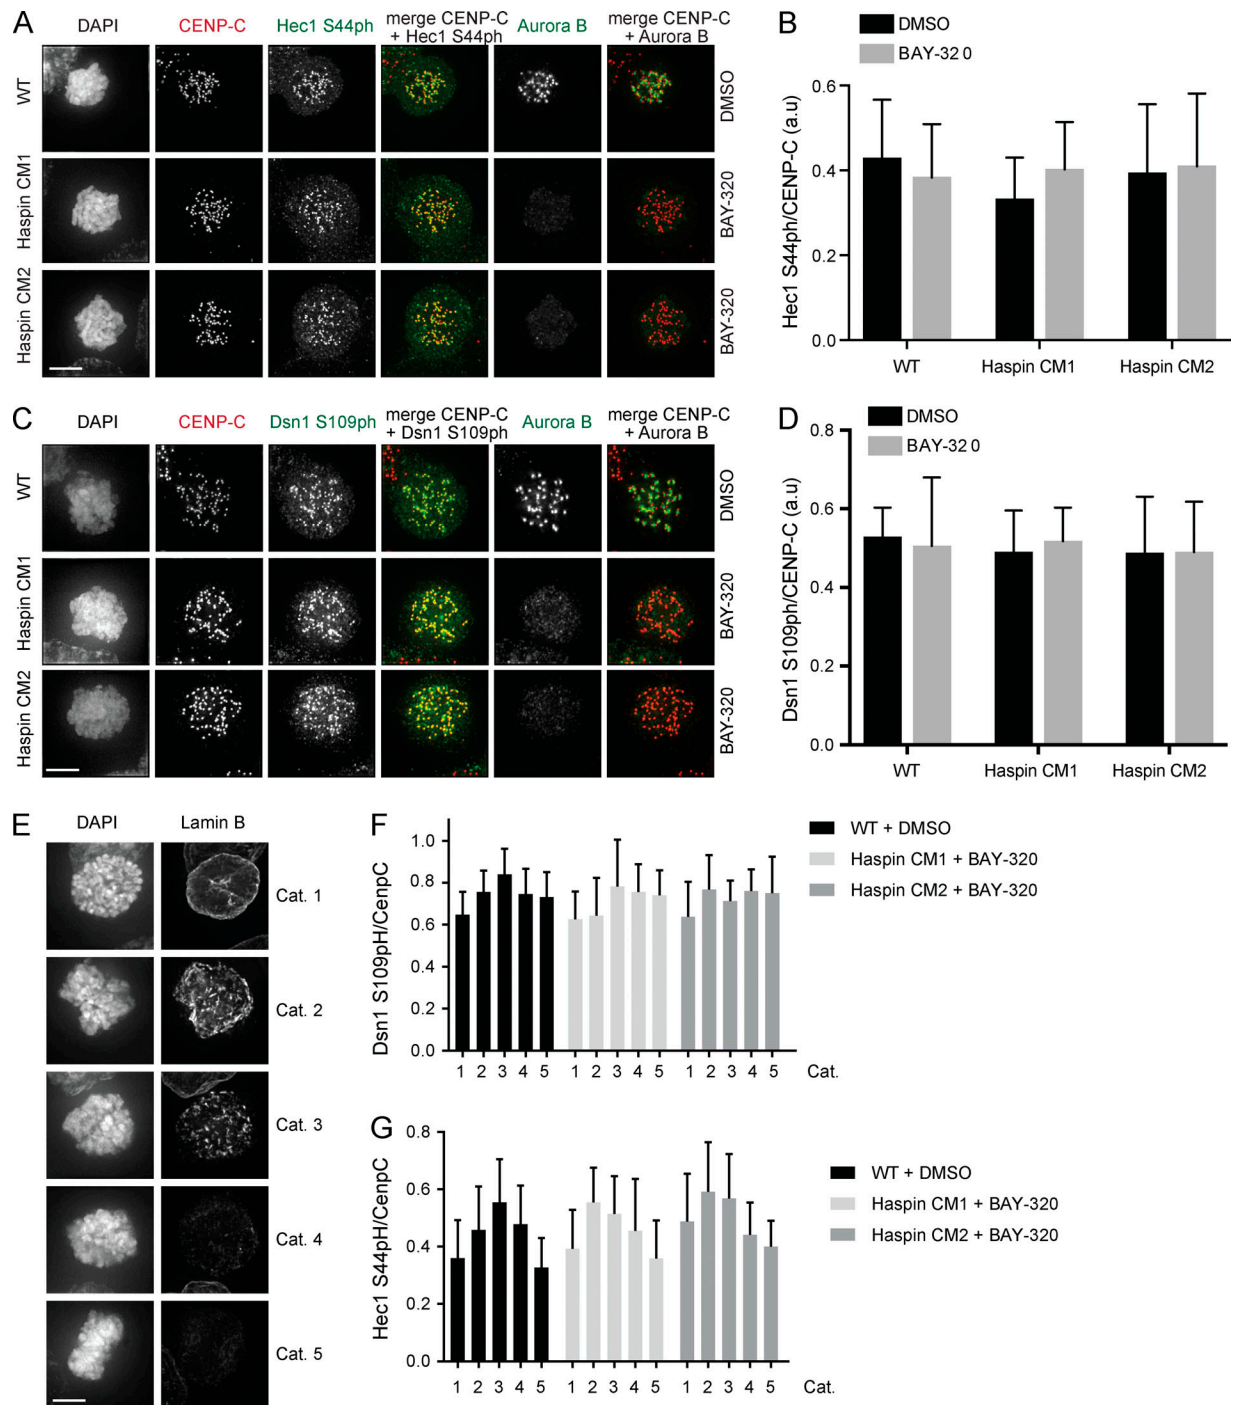 A
DAPI
CENP-C
Hec1 S44ph
merge CENP-C
+ Hec1 S44ph
Aurora B
merge CENP-C
+ Aurora B
WT
DMSO
Haspin CM1
BAY-320
Haspin CM2
BAY-320
B
DMSO
BAY-320
Hec1 S44ph/CENP-C (a.u)
0.6
0.4
0.2
0.0
WT
Haspin CM1
Haspin CM2
C
DAPI
CENP-C
Dsn1 S109ph
merge CENP-C
+ Dsn1 S109ph
Aurora B
merge CENP-C
+ Aurora B
WT
DMSO
Haspin CM1
BAY-320
Haspin CM2
BAY-320
D
DMSO
BAY-320
Dsn1 S109ph/CENP-C (a.u)
0.8
0.6
0.4
0.2
0.0
WT
Haspin CM1
Haspin CM2
E
DAPI
Lamin B
Cat. 1
Cat. 2
Cat. 3
Cat. 4
Cat. 5
F
Dsn1 S109pH/CenpC
1.0
0.8
0.6
0.4
0.2
0.0
1 2 3 4 5 1 2 3 4 5 1 2 3 4 5 Cat.
WT + DMSO
Haspin CM1 + BAY-320
Haspin CM2 + BAY-320
G
Hec1 S44pH/CenpC
0.8
0.6
0.4
0.2
0.0
1 2 3 4 5 1 2 3 4 5 1 2 3 4 5 Cat.
WT + DMSO
Haspin CM1 + BAY-320
Haspin CM2 + BAY-320